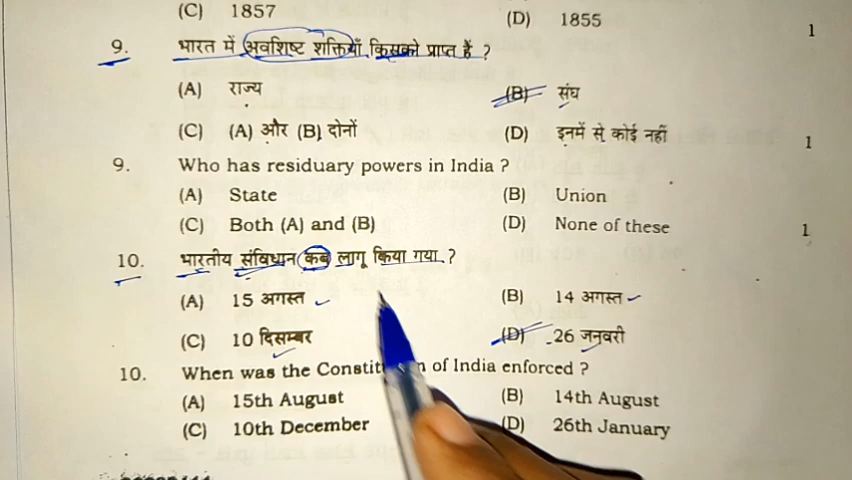 (C) 1857 (D) 1855
1
9. भारत में अवशिष्ट शक्तियाँ किसको प्राप्त हैं ?
(A) राज्य (B) संघ
(C) (A) और (B) दोनों (D) इनमें से कोई नहीं
1
9. Who has residuary powers in India ?
(A) State (B) Union
(C) Both (A) and (B) (D) None of these
1
10. भारतीय संविधान कब लागू किया गया ?
(A) 15 अगस्त (B) 14 अगस्त
(C) 10 दिसम्बर (D) 26 जनवरी
10. When was the Constit n of India enforced ?
(A) 15th August (B) 14th August
(C) 10th December (D) 26th January